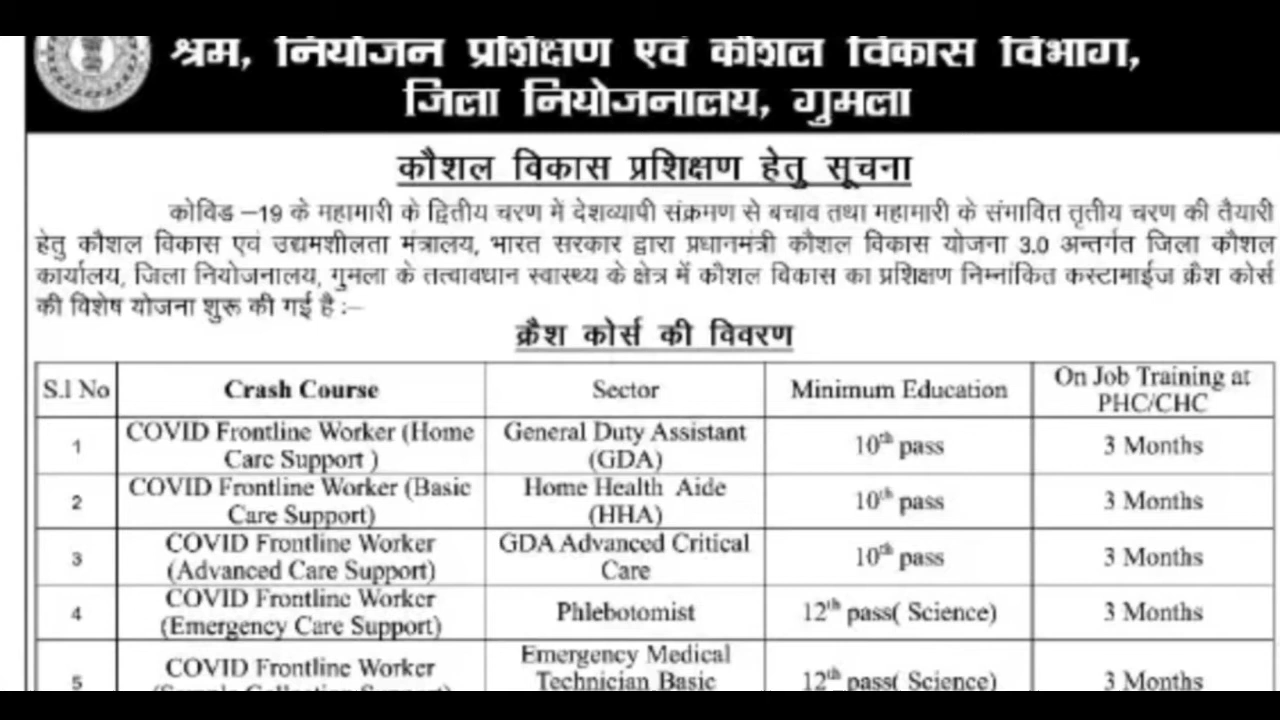 श्रम, नियोजन प्रशिक्षण एवं कौशल विकास विभाग,
जिला नियोजनालय, गुमला
कौशल विकास प्रशिक्षण हेतु सूचना
कोविड –19 के महामारी के द्वितीय चरण में देशव्यापी संक्रमण से बचाव तथा महामारी के संभावित तृतीय चरण की तैयारी
हेतु कौशल विकास एवं उद्यमशीलता मंत्रालय, भारत सरकार द्वारा प्रधानमंत्री कौशल विकास योजना 3.0 अन्तर्गत जिला कौशल
कार्यालय, जिला नियोजनालय, गुमला के तत्वावधान स्वास्थ्य के क्षेत्र में कौशल विकास का प्रशिक्षण निम्नांकित कस्टमाईज क्रैश कोर्स
की विशेष योजना शुरू की गई है :–
क्रैश कोर्स की विवरण
S.l No Crash Course Sector Minimum Education On Job Training at PHC/CHC
1 COVID Frontline Worker (Home Care Support ) General Duty Assistant (GDA) 10th pass 3 Months
2 COVID Frontline Worker (Basic Care Support) Home Health Aide (HHA) 10th pass 3 Months
3 COVID Frontline Worker (Advanced Care Support) GDA Advanced Critical Care 10th pass 3 Months
4 COVID Frontline Worker (Emergency Care Support) Phlebotomist 12th pass( Science) 3 Months
5 COVID Frontline Worker (Sample Collection Support) Emergency Medical Technician Basic 12th pass( Science) 3 Months